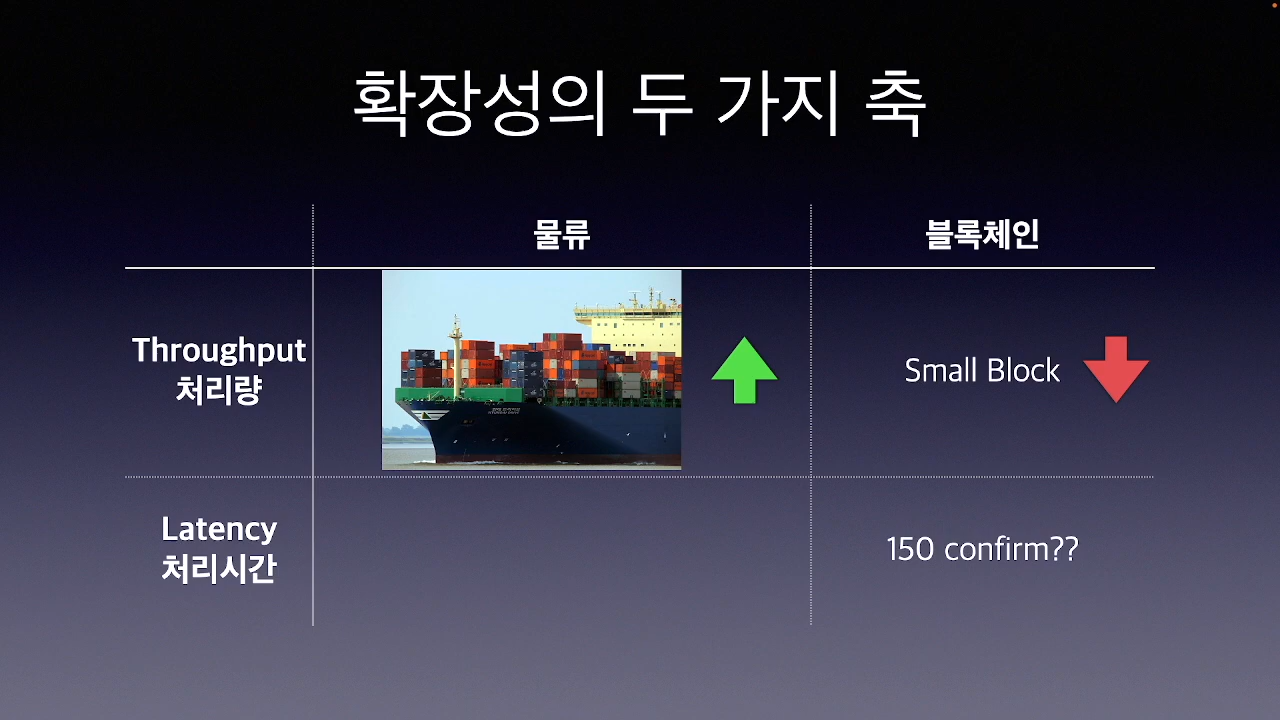 확장성의 두 가지 축
물류
블록체인
Throughput
처리량
Small Block
Latency
처리시간
150 confirm??